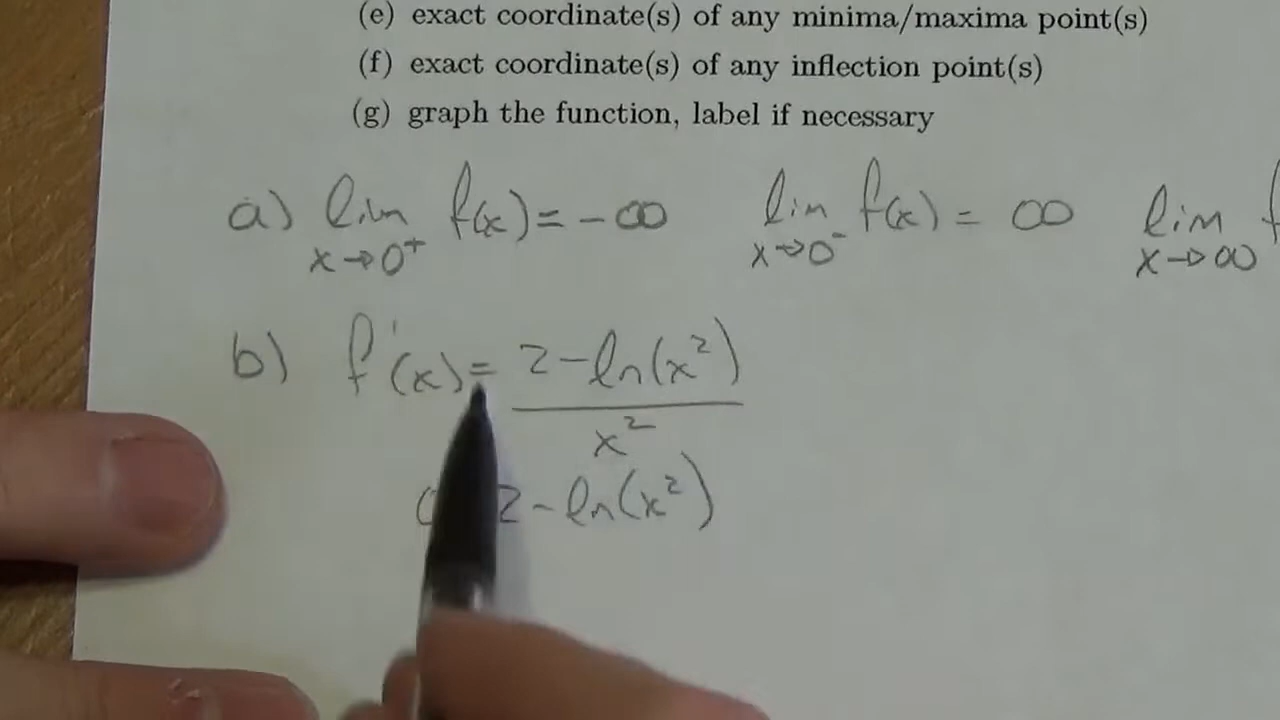 (e) exact coordinate(s) of any minima/maxima point(s)
(f) exact coordinate(s) of any inflection point(s)
(g) graph the function, label if necessary
a) lim x→0⁺ f(x) = -∞ lim x→0⁻ f(x) = ∞ lim x→∞ f
b) f'(x) = 2-ln(x²) / x²
2-ln(x²)